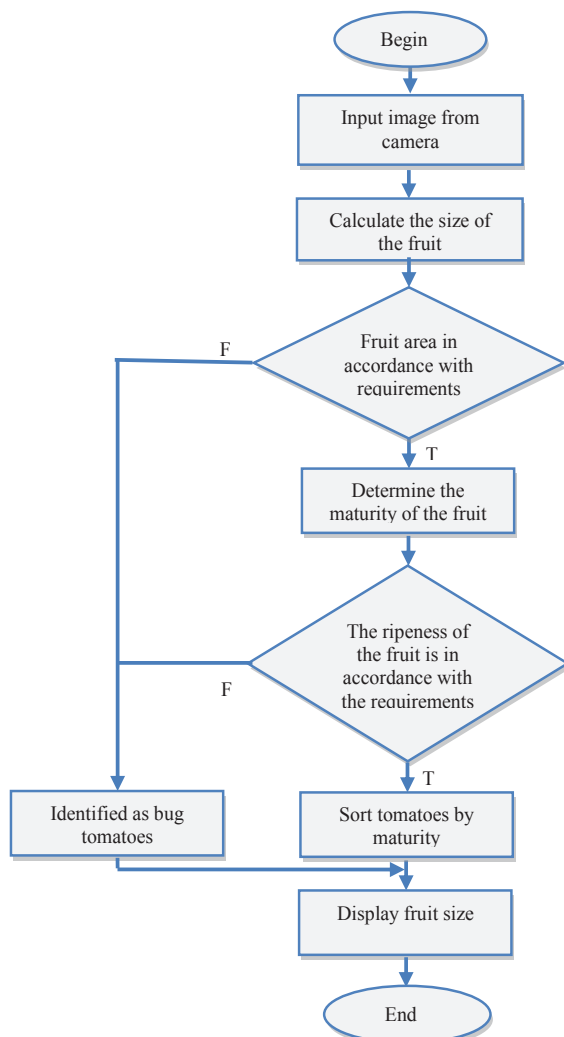 Begin
Input image from
camera
Calculate the size of
the fruit
Fruit area in
accordance with
requirements
F
T
Determine the
maturity of the fruit
The ripeness of
the fruit is in
accordance with
the requirements
F
T
Identified as bug
tomatoes
Sort tomatoes by
maturity
Display fruit size
End